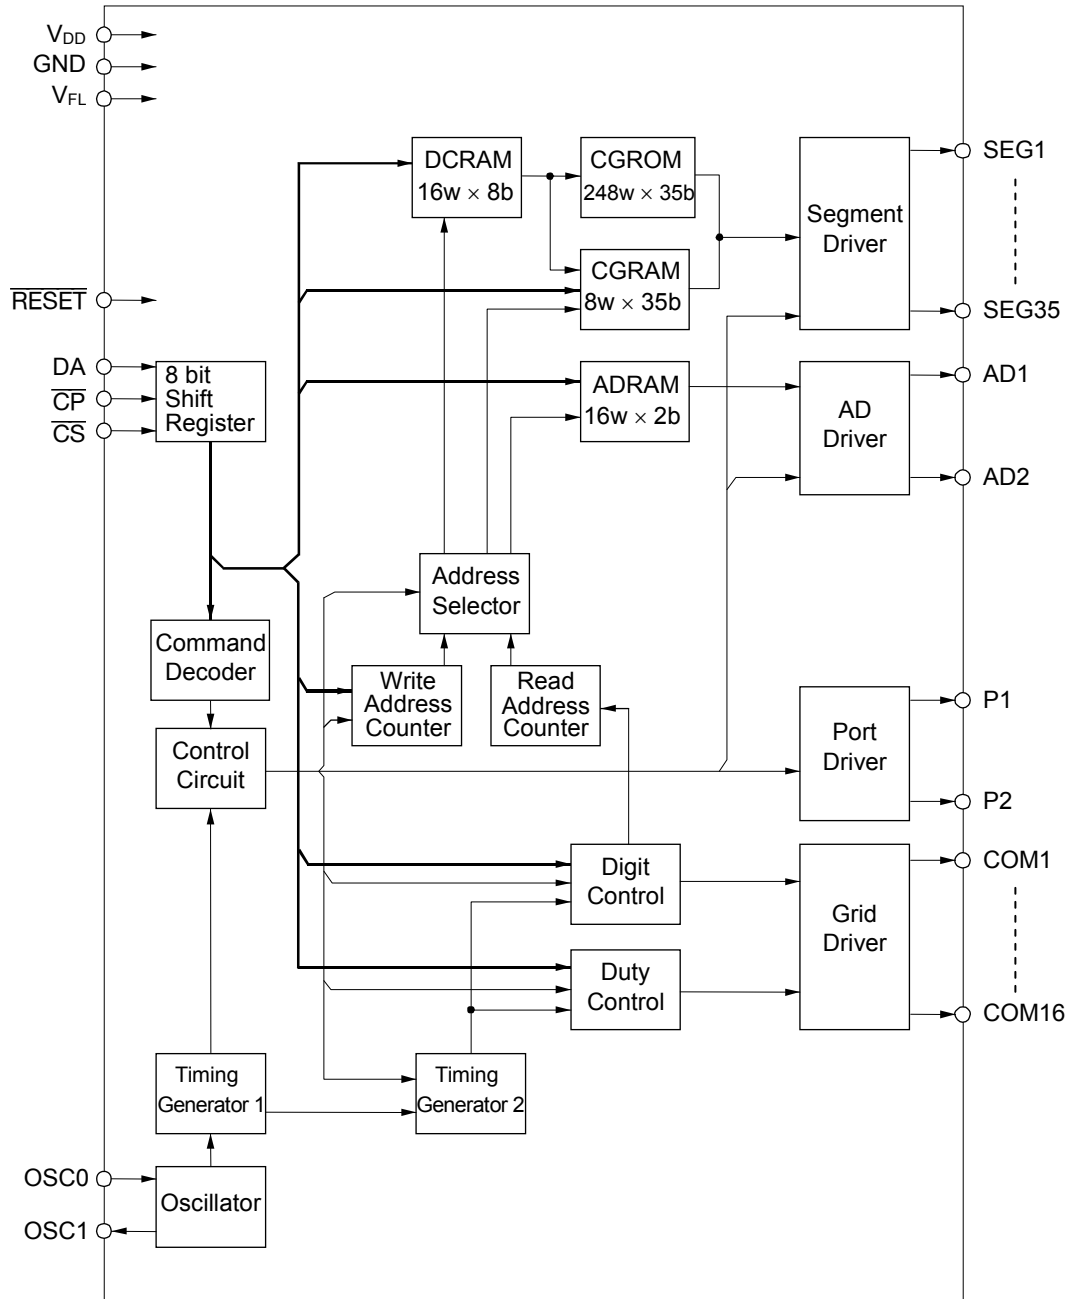 VDD
GND
VFL
RESET
DA
CP
CS
8 bit
Shift
Register
DCRAM
16w × 8b
CGROM
248w × 35b
CGRAM
8w × 35b
ADRAM
16w × 2b
Segment
Driver
SEG1
SEG35
AD
Driver
AD1
AD2
Address
Selector
Command
Decoder
Write
Address
Counter
Read
Address
Counter
Control
Circuit
Port
Driver
P1
P2
Digit
Control
Duty
Control
Grid
Driver
COM1
COM16
Timing
Generator 1
Timing
Generator 2
OSC0
OSC1
Oscillator